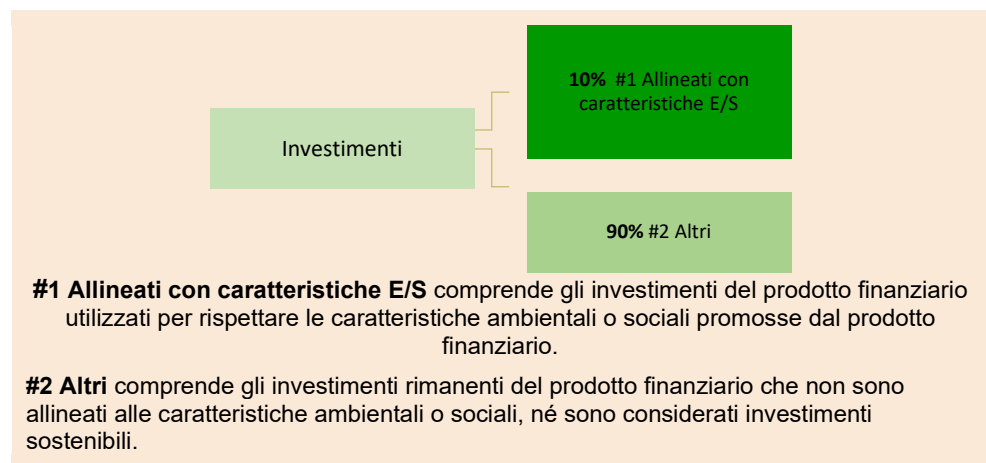 10% #1 Allineati con
caratteristiche E/S
Investimenti
90% #2 Altri
#1 Allineati con caratteristiche E/S comprende gli investimenti del prodotto finanziario
utilizzati per rispettare le caratteristiche ambientali o sociali promosse dal prodotto
finanziario.
#2 Altri comprende gli investimenti rimanenti del prodotto finanziario che non sono
allineati alle caratteristiche ambientali o sociali, né sono considerati investimenti
sostenibili.